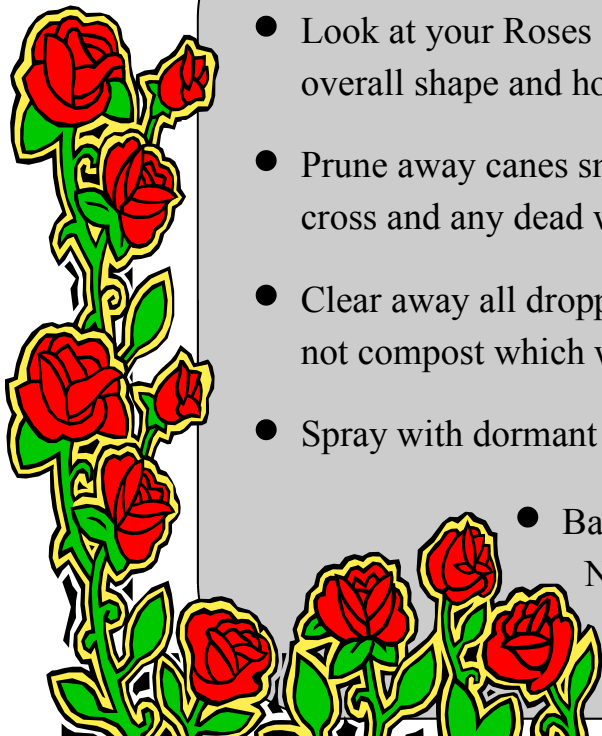 ● Look at your Roses
overall shape and ho
● Prune away canes sn
cross and any dead
● Clear away all dropp
not compost which
● Spray with dormant
● Ba
N